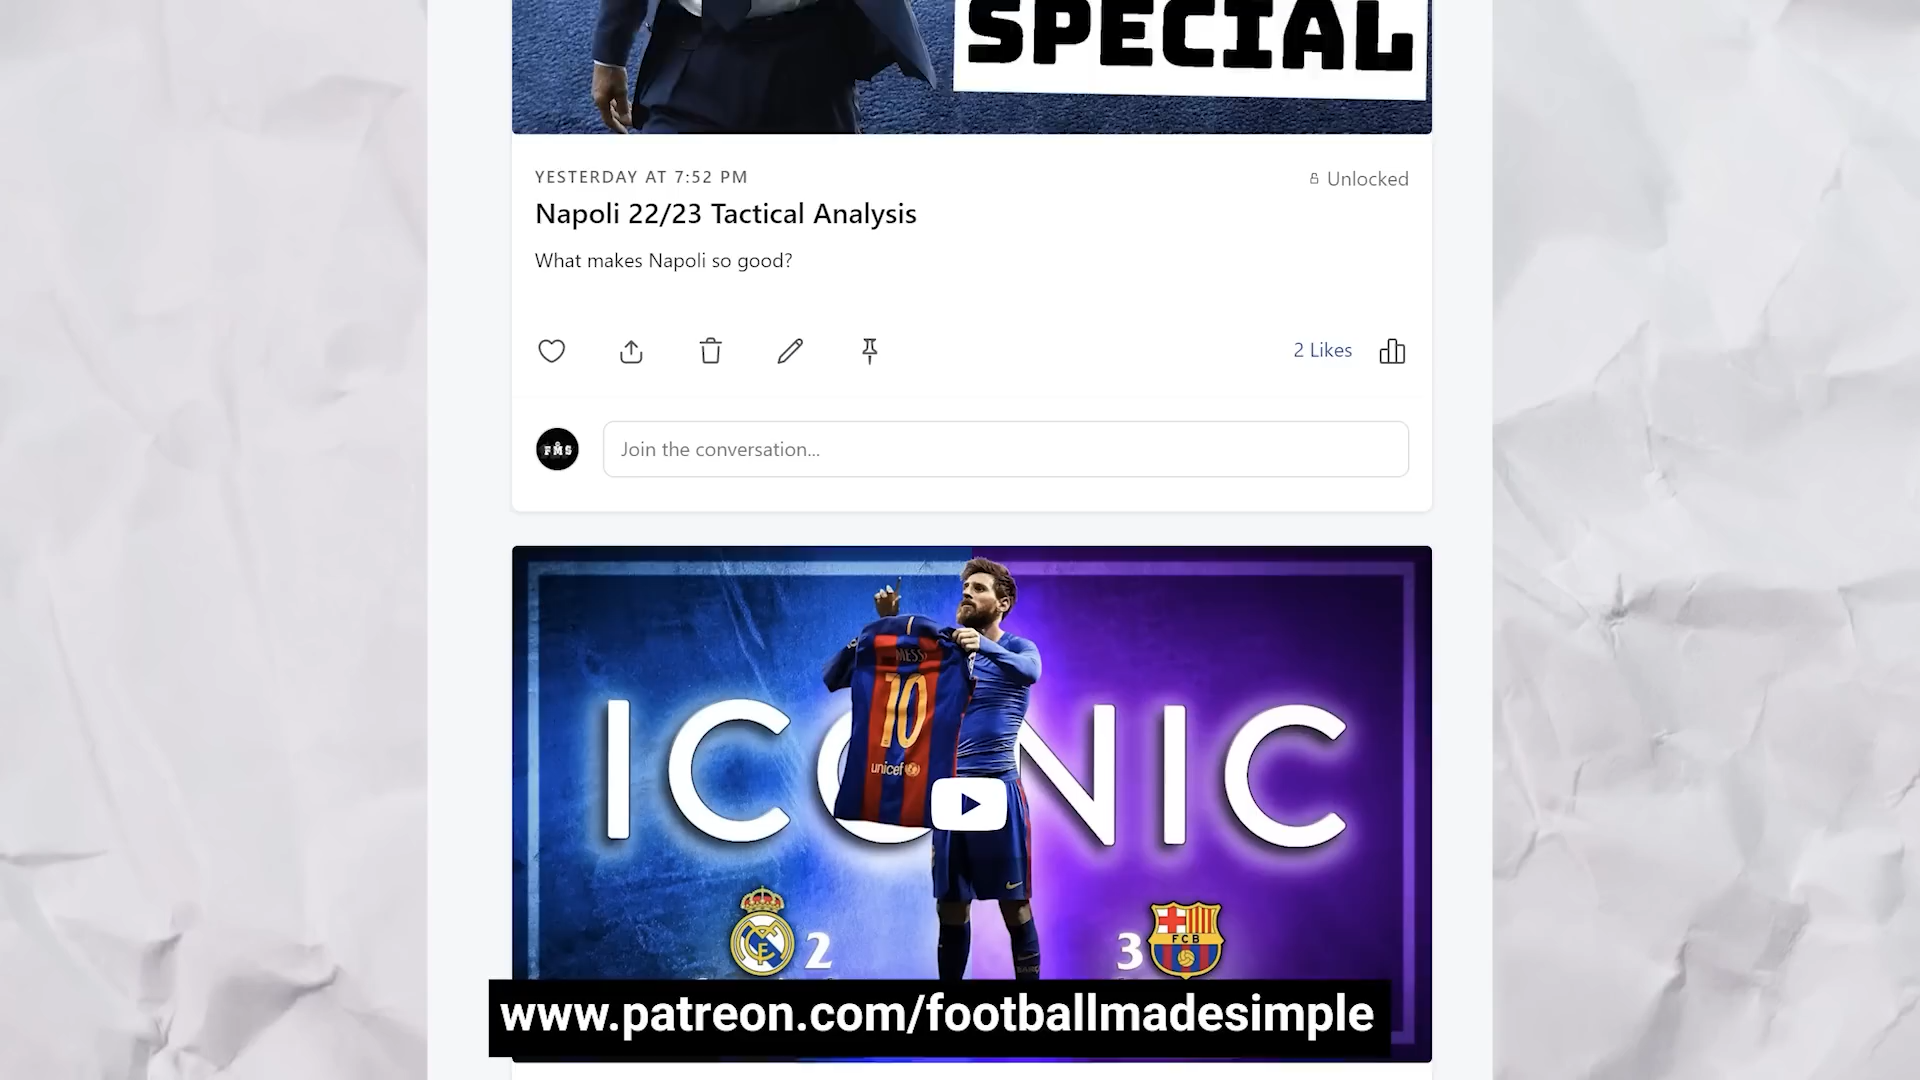 SPECIAL
YESTERDAY AT 7:52 PM
Unlocked
Napoli 22/23 Tactical Analysis
What makes Napoli so good?
2 Likes
FMS
Join the conversation...
ICONIC
MESSI
10
unicef
2
3
FCB
www.patreon.com/footballmadesimple